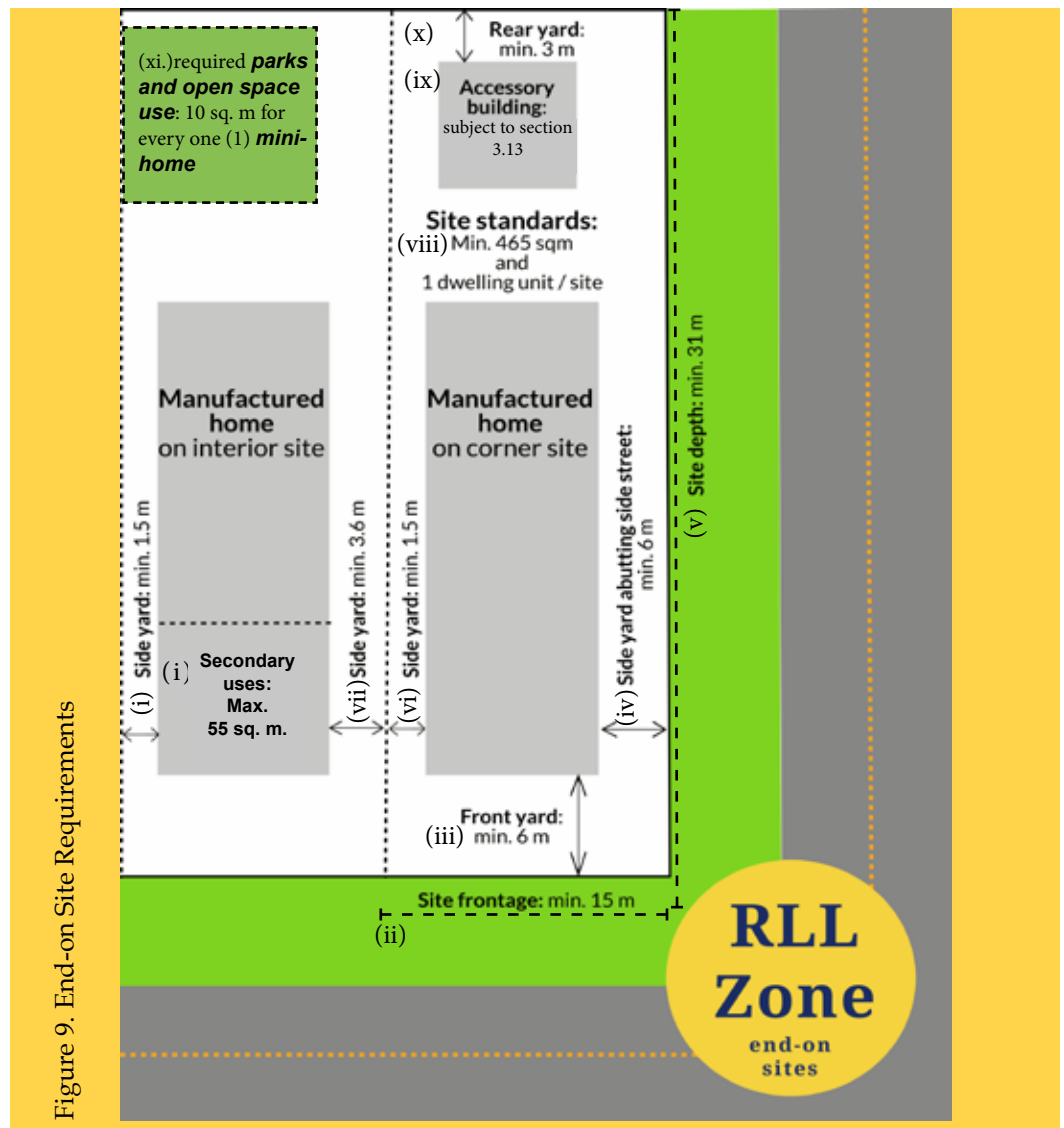 (xi.)required parks
and open space
use: 10 sq. m for
every one (1) mini-
home
(x)
Rear yard:
min. 3 m
(ix)
Accessory
building:
subject to section
3.13
Site standards:
(viii) Min. 465 sqm
and
1 dwelling unit / site
Manufactured
home
on interior site
Manufactured
home
on corner site
(i) Side yard: min. 1.5 m
(i) Secondary
uses:
Max.
55 sq. m.
(vii) Side yard: min. 3.6 m
(vi) Side yard: min. 1.5 m
(iv) Side yard abutting side street:
min. 6 m
(v) Site depth: min. 31 m
Front yard:
(iii) min. 6 m
Site frontage: min. 15 m
(ii)
RLL
Zone
end-on
sites
Figure 9. End-on Site Requirements